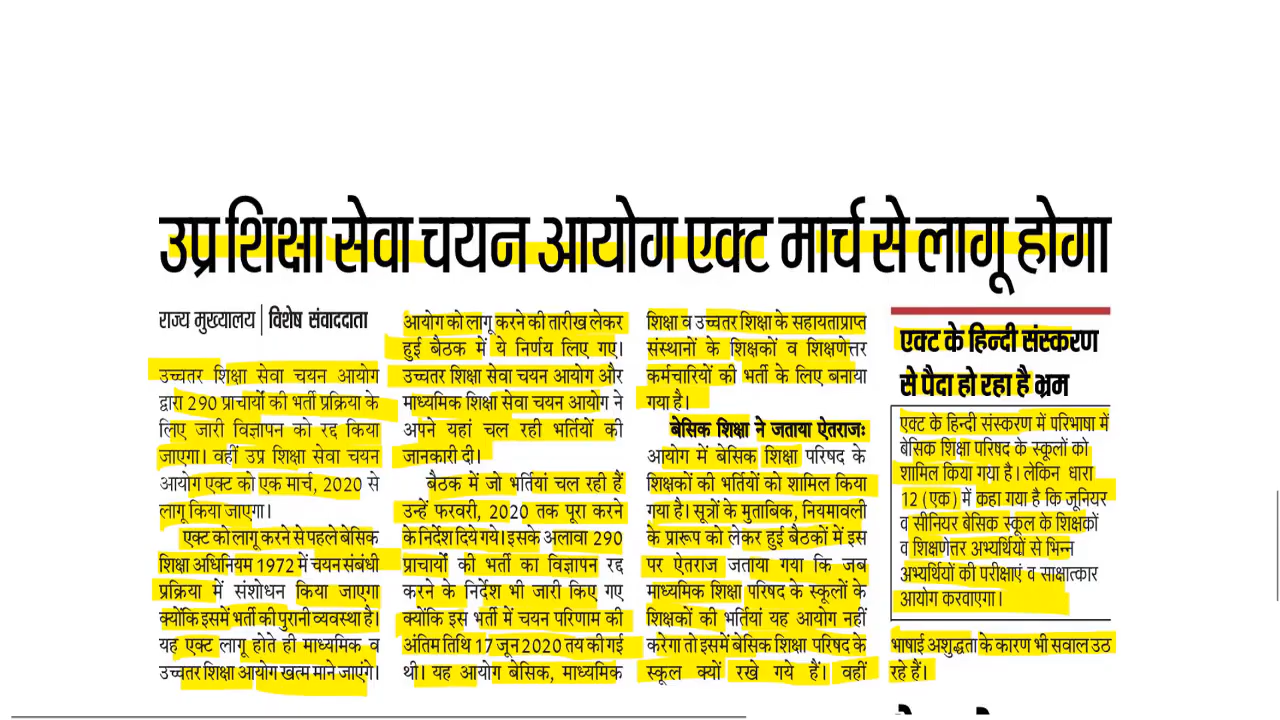 उप्र शिक्षा सेवा चयन आयोग एक्ट मार्च से लागू होगा
राज्य मुख्यालय | विशेष संवाददाता
उच्चतर शिक्षा सेवा चयन आयोग
द्वारा 290 प्राचार्यों की भर्ती प्रक्रिया के
लिए जारी विज्ञापन को रद्द किया
जाएगा। वहीं उप्र शिक्षा सेवा चयन
आयोग एक्ट को एक मार्च, 2020 से
लागू किया जाएगा।
एक्ट को लागू करने से पहले बेसिक
शिक्षा अधिनियम 1972 में चयन संबंधी
प्रक्रिया में संशोधन किया जाएगा
क्योंकि इसमें भर्ती की पुरानी व्यवस्था है।
यह एक्ट लागू होते ही माध्यमिक व
उच्चतर शिक्षा आयोग खत्म माने जाएंगे।
आयोग को लागू करने की तारीख लेकर
हुई बैठक में ये निर्णय लिए गए।
उच्चतर शिक्षा सेवा चयन आयोग और
माध्यमिक शिक्षा सेवा चयन आयोग ने
अपने यहां चल रही भर्तियों की
जानकारी दी।
बैठक में जो भर्तियां चल रही हैं
उन्हें फरवरी, 2020 तक पूरा करने
के निर्देश दिये गये। इसके अलावा 290
प्राचार्यों की भर्ती का विज्ञापन रद्द
करने के निर्देश भी जारी किए गए
क्योंकि इस भर्ती में चयन परिणाम की
अंतिम तिथि 17 जून 2020 तय की गई
थी। यह आयोग बेसिक, माध्यमिक
शिक्षा व उच्चतर शिक्षा के सहायताप्राप्त
संस्थानों के शिक्षकों व शिक्षणेत्तर
कर्मचारियों की भर्ती के लिए बनाया
गया है।
बेसिक शिक्षा ने जताया ऐतराजः
आयोग में बेसिक शिक्षा परिषद के
शिक्षकों की भर्तियों को शामिल किया
गया है। सूत्रों के मुताबिक, नियमावली
के प्रारूप को लेकर हुई बैठकों में इस
पर ऐतराज जताया गया कि जब
माध्यमिक शिक्षा परिषद के स्कूलों के
शिक्षकों की भर्तियां यह आयोग नहीं
करेगा तो इसमें बेसिक शिक्षा परिषद के
स्कूल क्यों रखे गये हैं। वहीं
एक्ट के हिन्दी संस्करण
से पैदा हो रहा है भ्रम
एक्ट के हिन्दी संस्करण में परिभाषा में
बेसिक शिक्षा परिषद के स्कूलों को
शामिल किया गया है। लेकिन धारा
12 (एक) में कहा गया है कि जूनियर
व सीनियर बेसिक स्कूल के शिक्षकों
व शिक्षणेत्तर अभ्यर्थियों से भिन्न
अभ्यर्थियों की परीक्षाएं व साक्षात्कार
आयोग करवाएगा।
भाषाई अशुद्धता के कारण भी सवाल उठ
रहे हैं।